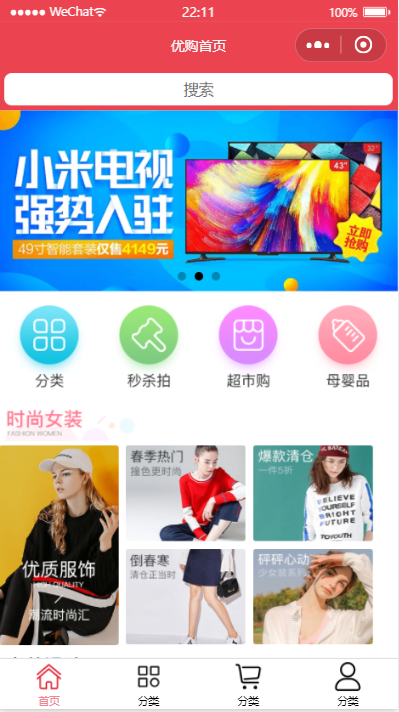 WeChat 22:11 100%
优购首页
搜索
小米电视
强势入驻
49寸智能套装仅售4149元
43"
32"
立即
抢购
分类 秒杀拍 超市购 母婴品
时尚女装
FASHION WOMEN
优质服饰
HIGH QUALITY
潮流时尚汇
春季热门
撞色更时尚
爆款清仓
一件5折
BELIEVE
YOURSELF
BRIGHT
FUTURE
TOYOUTH
倒春寒
清仓正当时
砰砰心动
少女装系列
首页 分类 分类 分类